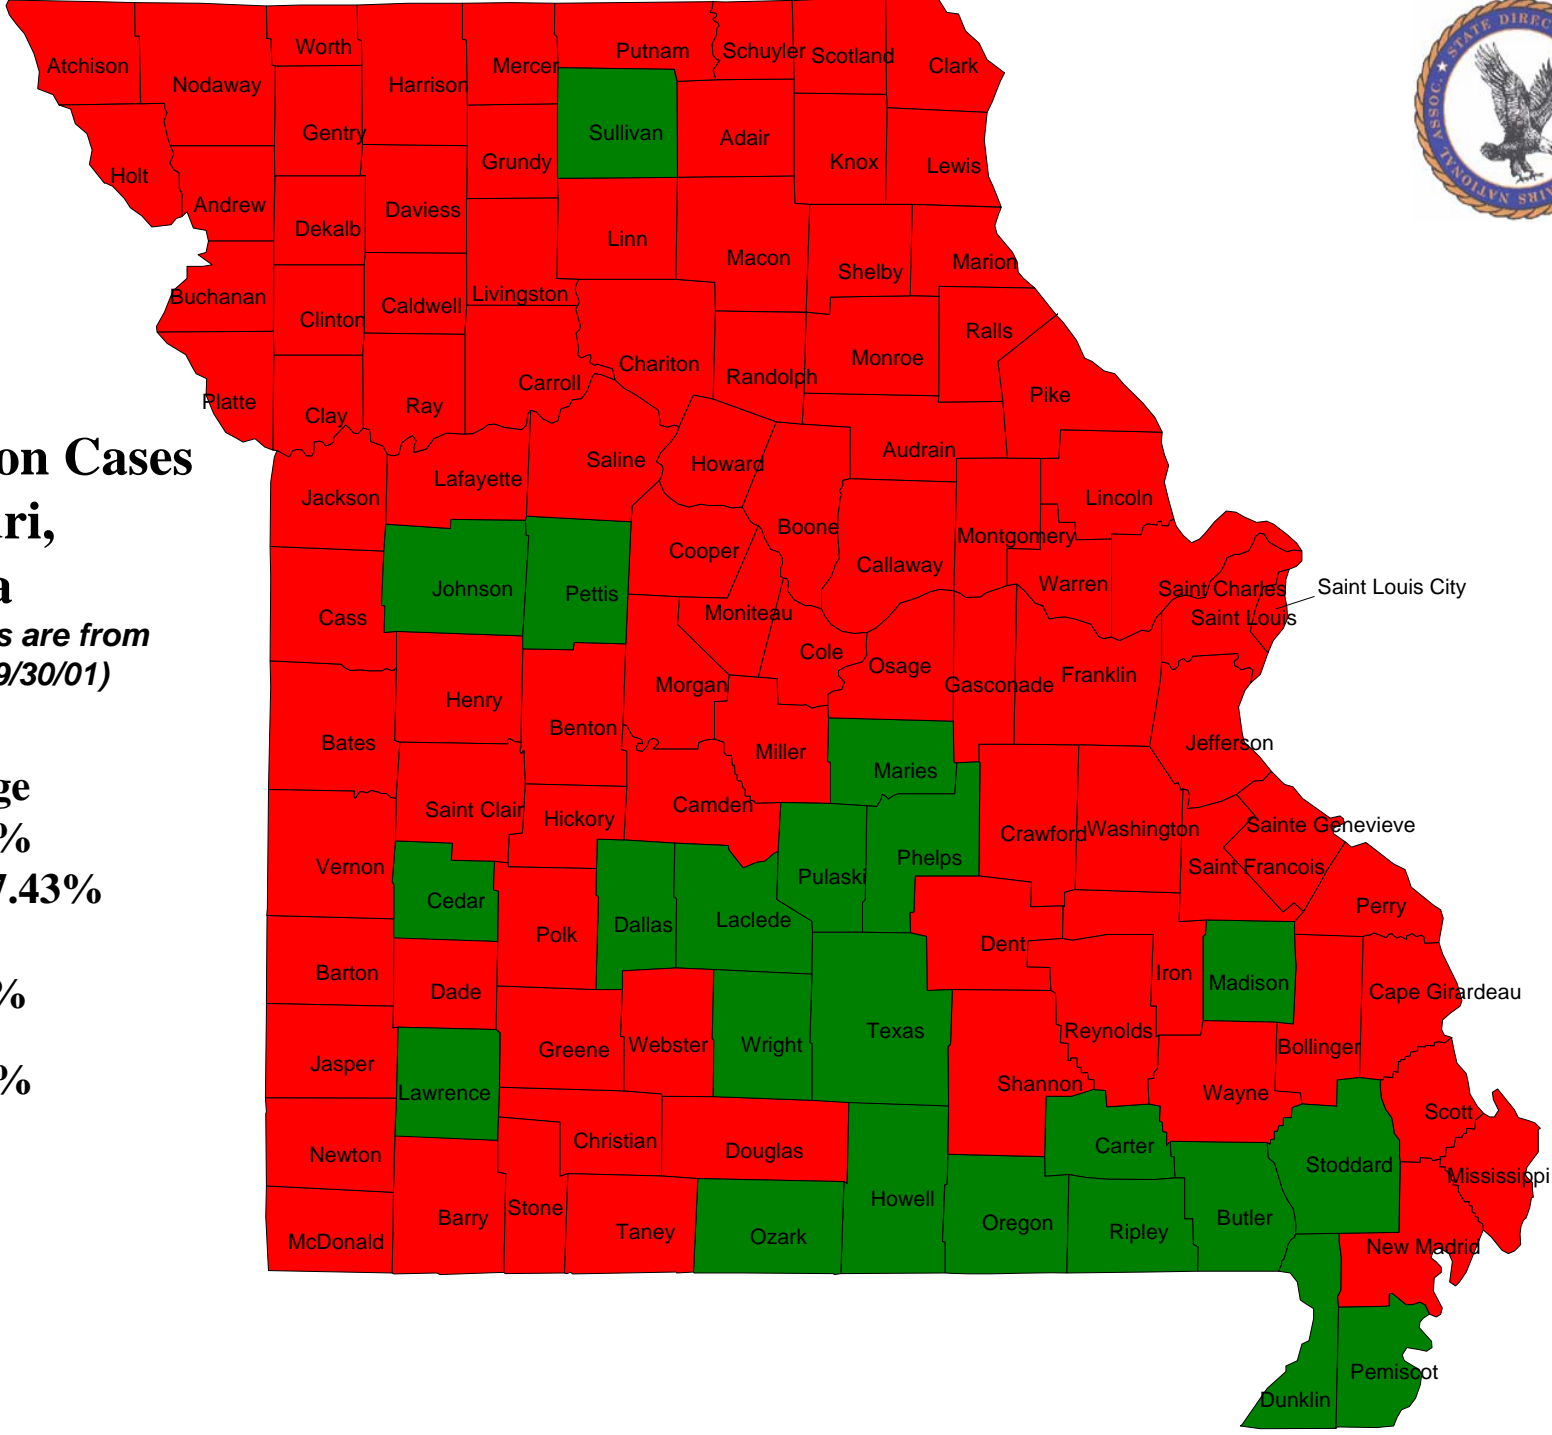 on Cases
s are from
9/30/01)
%
7.43%
%
%
STATE DIREC
NATIONAL ASSOC.
Atchison
Nodaway
Worth
Harrison
Mercer
Putnam
Schuyler
Scotland
Clark
Gentry
Sullivan
Adair
Knox
Lewis
Grundy
Holt
Andrew
Dekalb
Daviess
Linn
Macon
Shelby
Marion
Buchanan
Clinton
Caldwell
Livingston
Chariton
Randolph
Monroe
Ralls
Pike
Platte
Clay
Ray
Carroll
Saline
Howard
Audrain
Lincoln
Jackson
Lafayette
Boone
Cooper
Callaway
Montgomery
Warren
Saint Charles
Saint Louis City
Saint Louis
Cass
Johnson
Pettis
Moniteau
Cole
Osage
Gasconade
Franklin
Jefferson
Bates
Henry
Benton
Morgan
Miller
Maries
Saint Clair
Hickory
Camden
Pulaski
Phelps
Crawford
Washington
Sainte Genevieve
Saint Francois
Perry
Vernon
Cedar
Polk
Dallas
Laclede
Dent
Iron
Madison
Cape Girardeau
Barton
Dade
Greene
Webster
Wright
Texas
Reynolds
Bollinger
Jasper
Lawrence
Shannon
Wayne
Scott
Newton
Christian
Douglas
Carter
Stoddard
Mississippi
McDonald
Barry
Stone
Taney
Ozark
Howell
Oregon
Ripley
Butler
New Madrid
Dunklin
Pemiscot